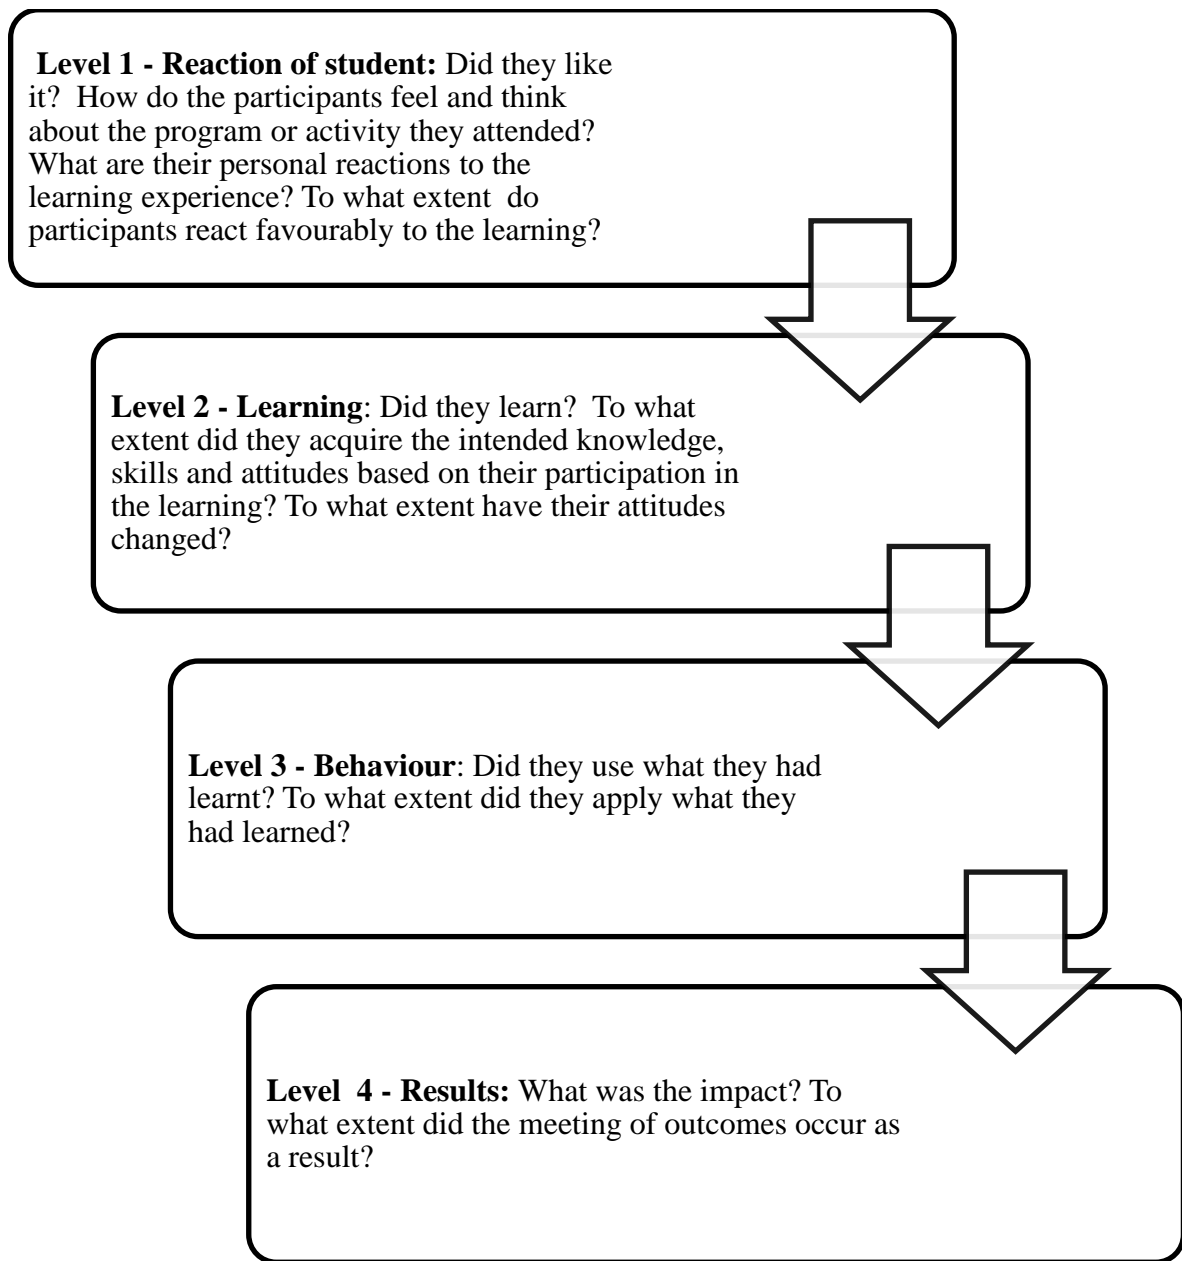 Level 1 - Reaction of student: Did they like
it?  How do the participants feel and think
about the program or activity they attended?
What are their personal reactions to the
learning experience? To what extent  do
participants react favourably to the learning?
Level 2 - Learning: Did they learn?  To what
extent did they acquire the intended knowledge,
skills and attitudes based on their participation in
the learning? To what extent have their attitudes
changed?
Level 3 - Behaviour: Did they use what they had
learnt? To what extent did they apply what they
had learned?
Level  4 - Results: What was the impact? To
what extent did the meeting of outcomes occur as
a result?